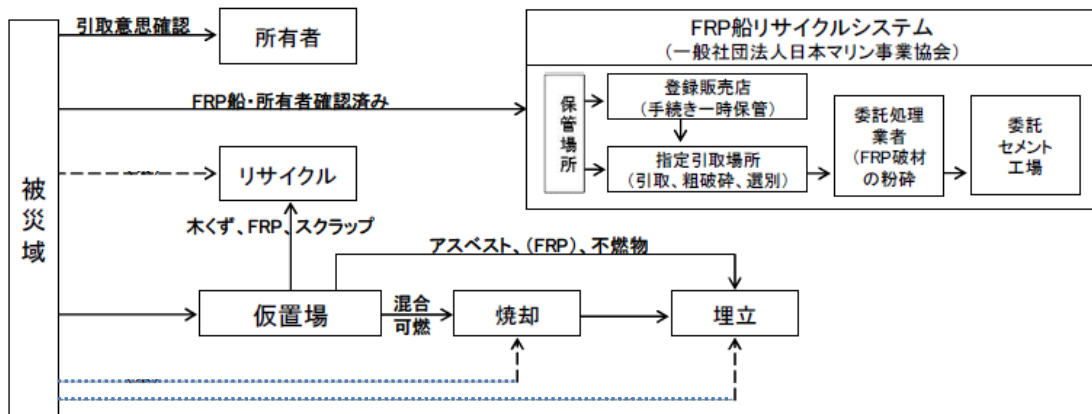 引取意思確認
所有者
FRP船・所有者確認済み
FRP船リサイクルシステム
(一般社団法人日本マリン事業協会)
保管場所
登録販売店
(手続き一時保管)
指定引取場所
(引取、粗破砕、選別)
委託処理
業者
(FRP破材
の粉砕
委託
セメント
工場
被災域
リサイクル
木くず、FRP、スクラップ
アスベスト、(FRP)、不燃物
仮置場
混合
可燃
焼却
埋立